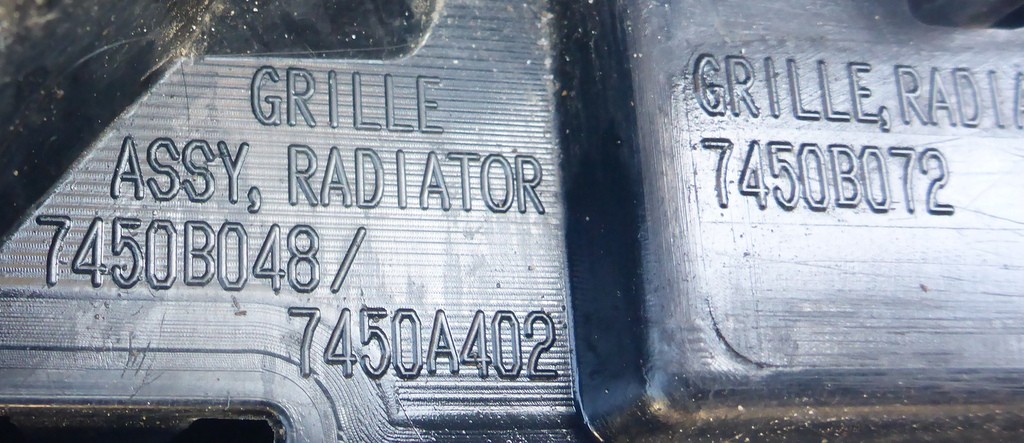 GRILLE
ASSY, RADIATOR
7450B048/
7450A402
GRILLE, RADIA
7450B072